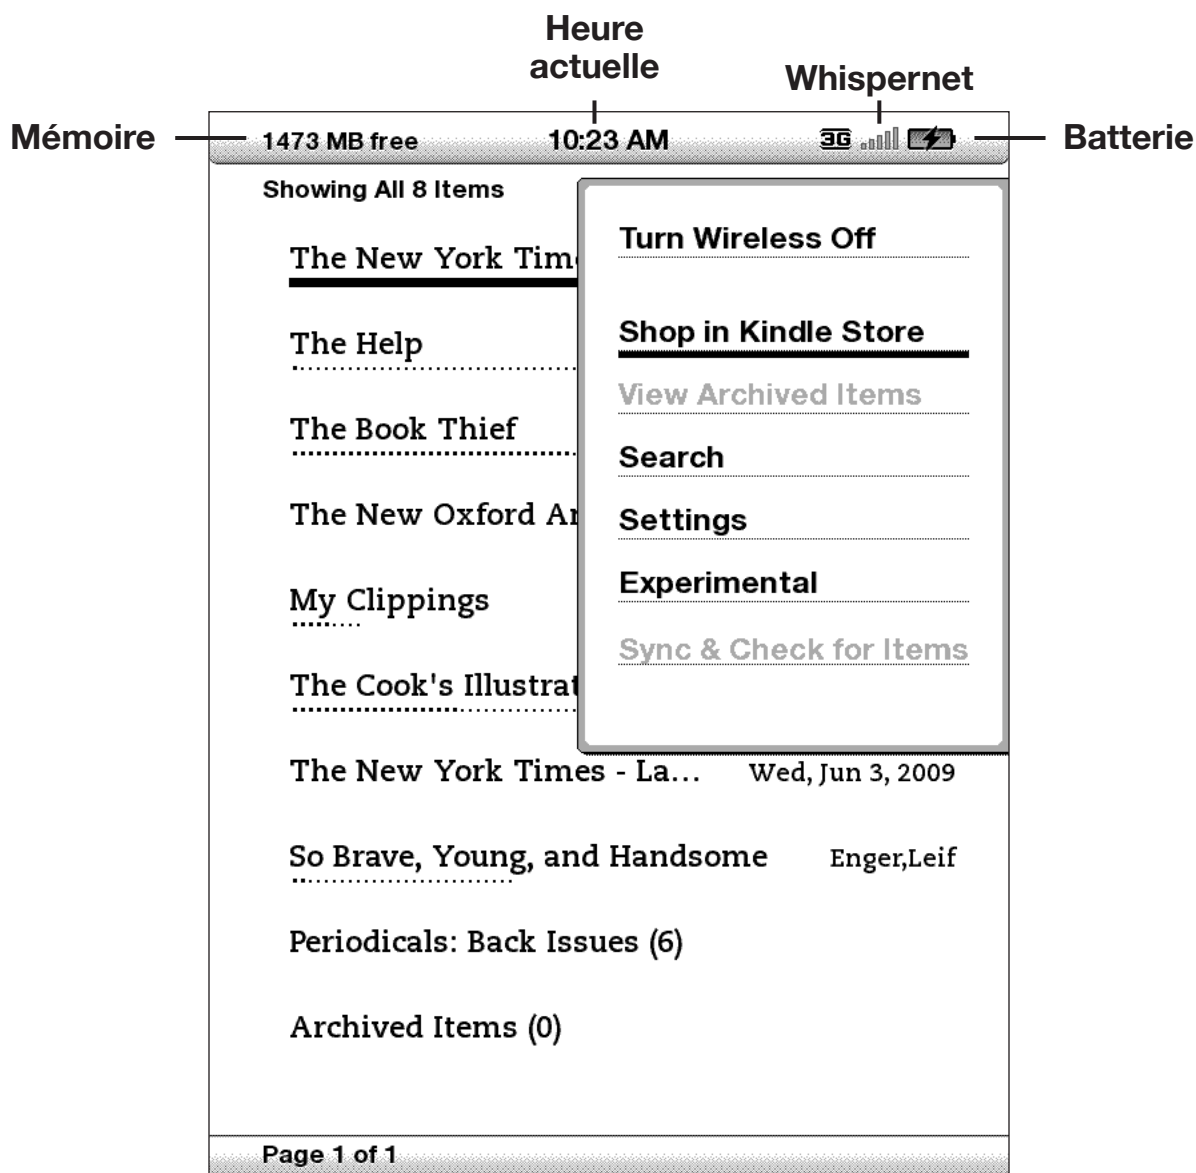 Heure
actuelle
Whispernet
Mémoire
1473 MB free 10:23 AM 3G
Batterie
Showing All 8 Items
The New York Tim
The Help
The Book Thief
The New Oxford A
My Clippings
The Cook's Illustrat
Turn Wireless Off
Shop in Kindle Store
View Archived Items
Search
Settings
Experimental
Sync & Check for Items
The New York Times - La... Wed, Jun 3, 2009
So Brave, Young, and Handsome Enger,Leif
Periodicals: Back Issues (6)
Archived Items (0)
Page 1 of 1